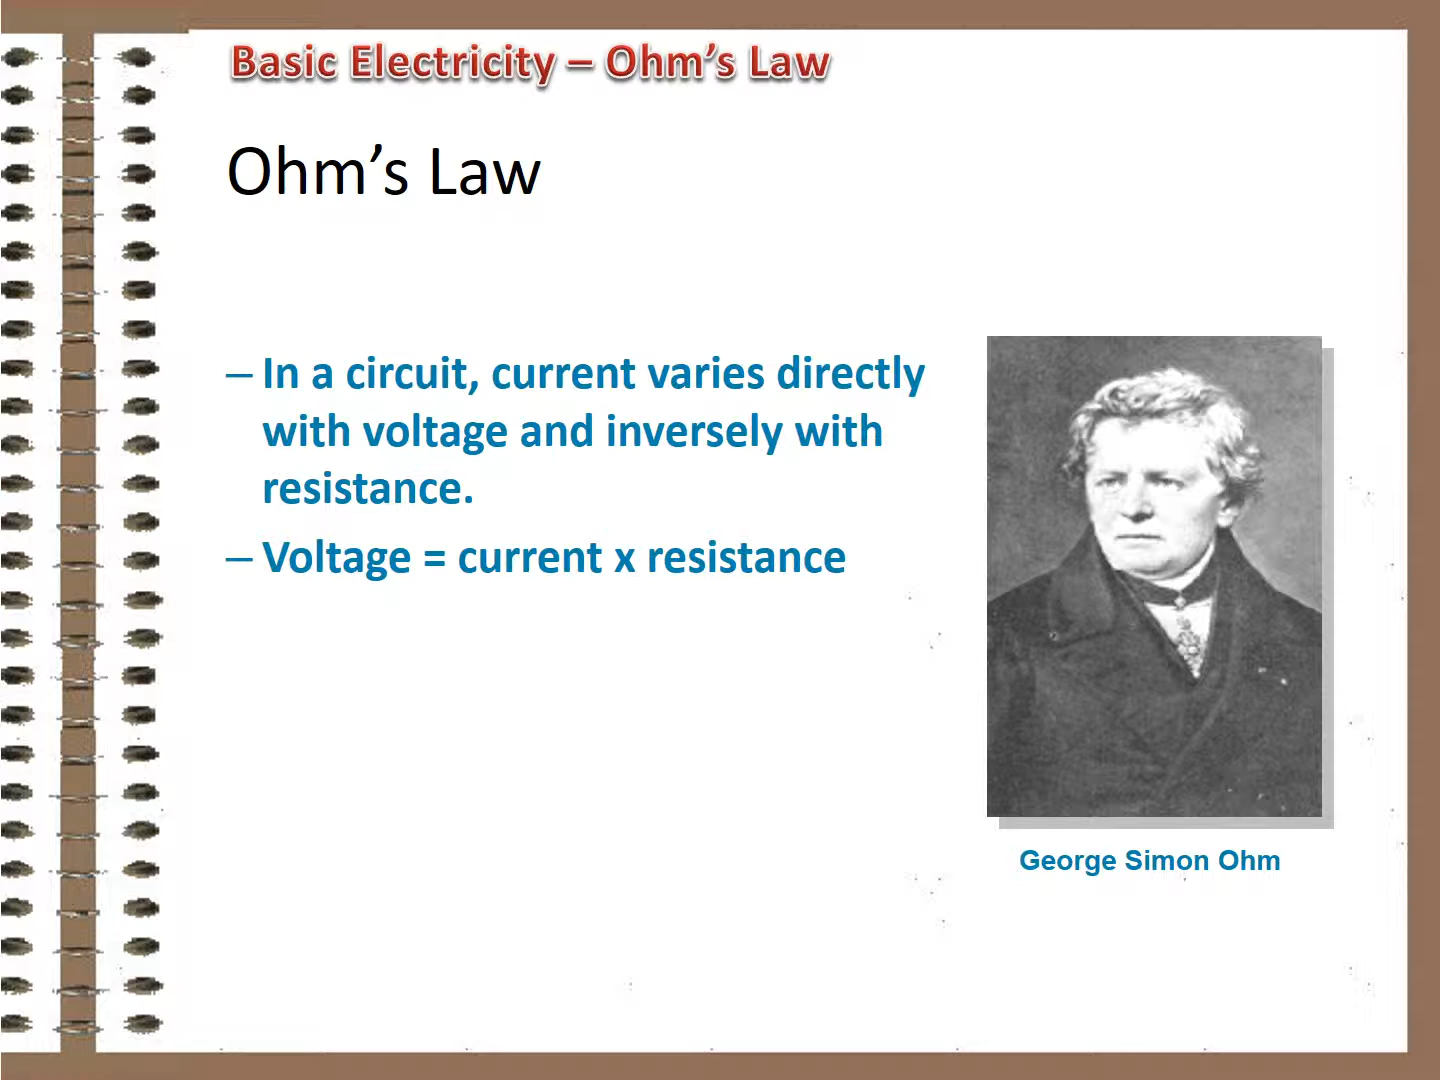 Basic Electricity – Ohm’s Law
Ohm’s Law
– In a circuit, current varies directly
with voltage and inversely with
resistance.
– Voltage = current x resistance
George Simon Ohm